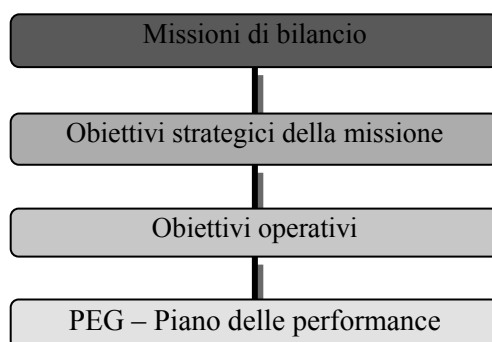 Missioni di bilancio
Obiettivi strategici della missione
Obiettivi operativi
PEG – Piano delle performance